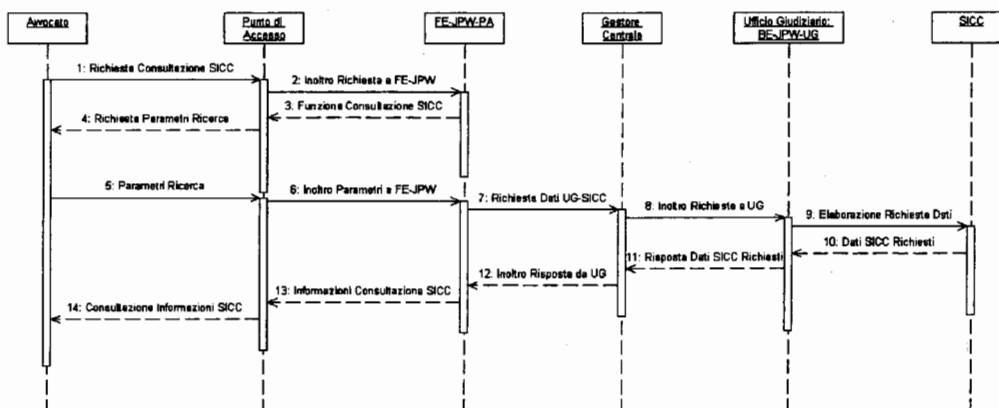 Avvocato
Punto di
Accesso
FE-JPW-PA
Gestore
Centrale
Ufficio Giudiziario:
BE-JPW-UG
SICC
1: Richiesta Consultazione SICC
2: Inoltro Richiesta a FE-JPW
3: Funzione Consultazione SICC
4: Richiesta Parametri Ricerca
5: Parametri Ricerca
6: Inoltro Parametri a FE-JPW
7: Richiesta Dati UG-SICC
8: Inoltro Richiesta a UG
9: Elaborazione Richiesta Dati
10: Dati SICC Richiesti
11: Risposta Dati SICC Richiesti
12: Inoltro Risposta da UG
13: Informazioni Consultazione SICC
14: Consultazione Informazioni SICC